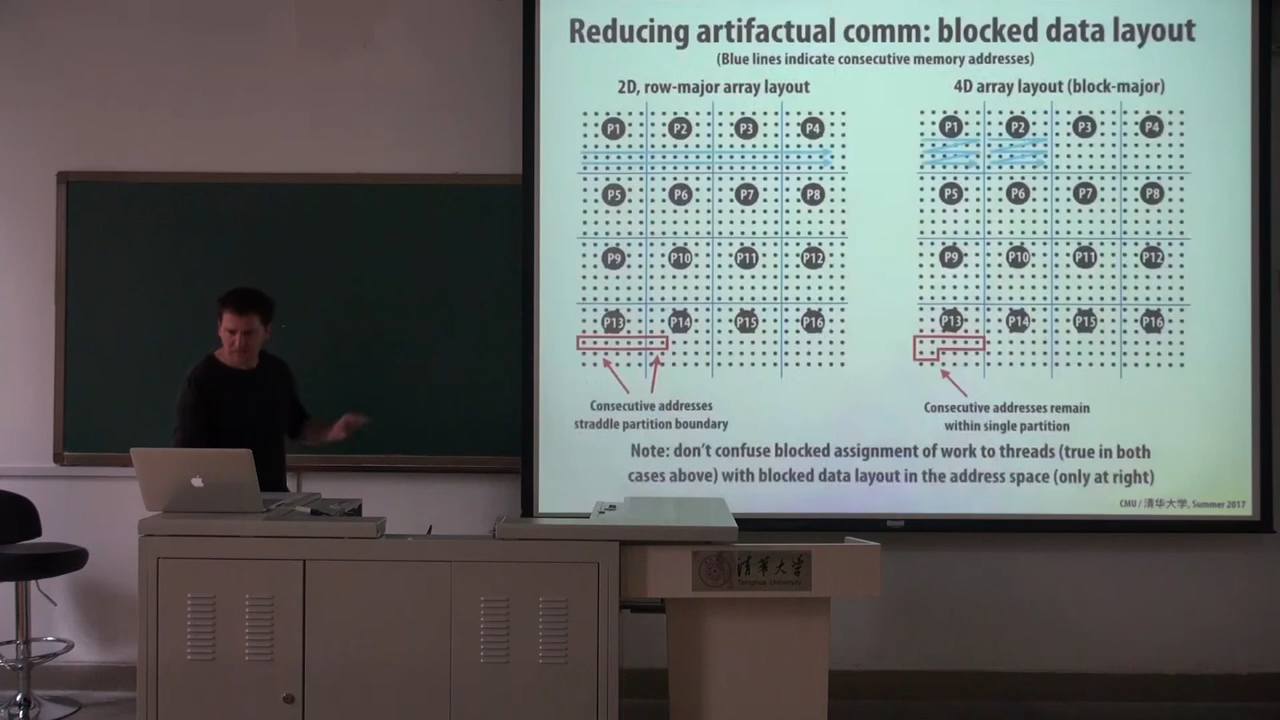 Reducing artifactual comm: blocked data layout
(Blue lines indicate consecutive memory addresses)
2D, row-major array layout
P1 P2 P3 P4
P5 P6 P7 P8
P9 P10 P11 P12
P13 P14 P15 P16
Consecutive addresses
straddle partition boundary
4D array layout (block-major)
P1 P2 P3 P4
P5 P6 P7 P8
P9 P10 P11 P12
P13 P14 P15 P16
Consecutive addresses remain
within single partition
Note: don't confuse blocked assignment of work to threads (true in both
cases above) with blocked data layout in the address space (only at right)
CMU / 清华大学, Summer 2017
清华大学
Tsinghua University